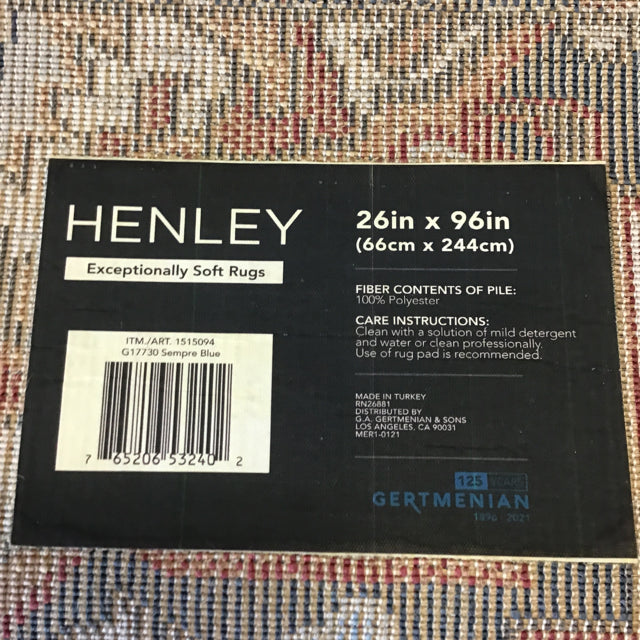 HENLEY
Exceptionally Soft Rugs
ITM./ART. 1515094
G17730 Sempre Blue
7 65206 53240 2
26in x 96in
(66cm x 244cm)
FIBER CONTENTS OF PILE:
100% Polyester
CARE INSTRUCTIONS:
Clean with a solution of mild detergent
and water or clean professionally.
Use of rug pad is recommended.
MADE IN TURKEY
RN26881
DISTRIBUTED BY
G.A. GERTMENIAN & SONS
LOS ANGELES, CA 90031
MER1-0121
125 YEARS
GERTMENIAN
1896 - 2021